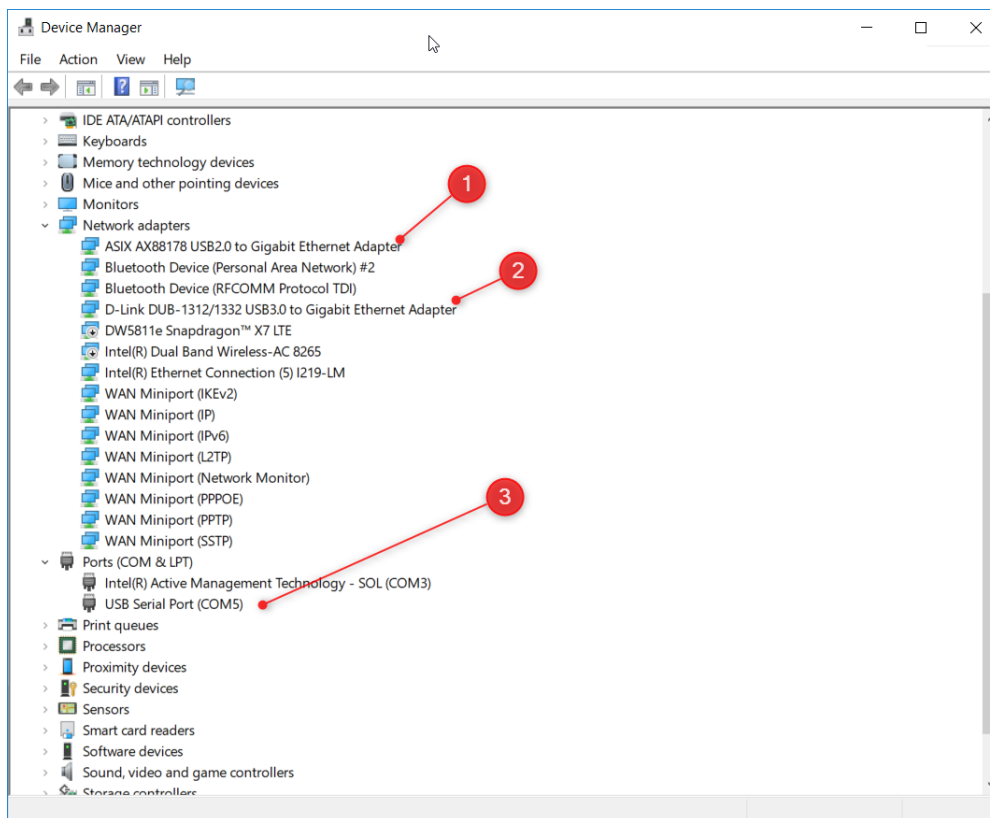 Device Manager
File Action View Help
IDE ATA/ATAPI controllers
Keyboards
Memory technology devices
Mice and other pointing devices
1
Monitors
Network adapters
ASIX AX88178 USB2.0 to Gigabit Ethernet Adapter
Bluetooth Device (Personal Area Network) #2
2
Bluetooth Device (RFCOMM Protocol TDI)
D-Link DUB-1312/1332 USB3.0 to Gigabit Ethernet Adapter
DW5811e Snapdragon™ X7 LTE
Intel(R) Dual Band Wireless-AC 8265
Intel(R) Ethernet Connection (5) I219-LM
WAN Miniport (IKEv2)
WAN Miniport (IP)
WAN Miniport (IPv6)
WAN Miniport (L2TP)
WAN Miniport (Network Monitor)
WAN Miniport (PPPOE)
3
WAN Miniport (PPTP)
WAN Miniport (SSTP)
Ports (COM & LPT)
Intel(R) Active Management Technology - SOL (COM3)
USB Serial Port (COM5)
Print queues
Processors
Proximity devices
Security devices
Sensors
Smart card readers
Software devices
Sound, video and game controllers
Storage controllers